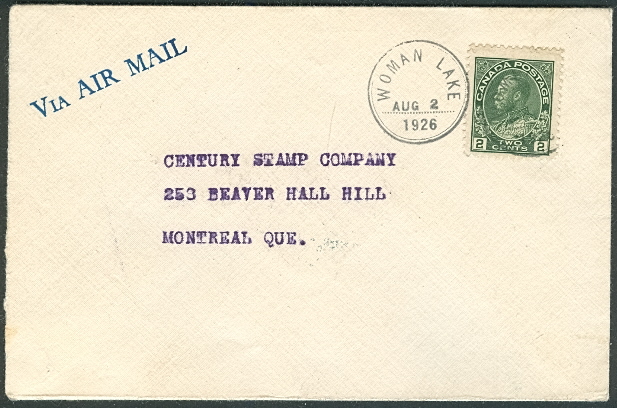 VIA AIR MAIL
WOMAN LAKE
AUG 2
1926
CANADA POSTAGE
2 TWO CENTS 2
CENTURY STAMP COMPANY
253 BEAVER HALL HILL
MONTREAL QUE.